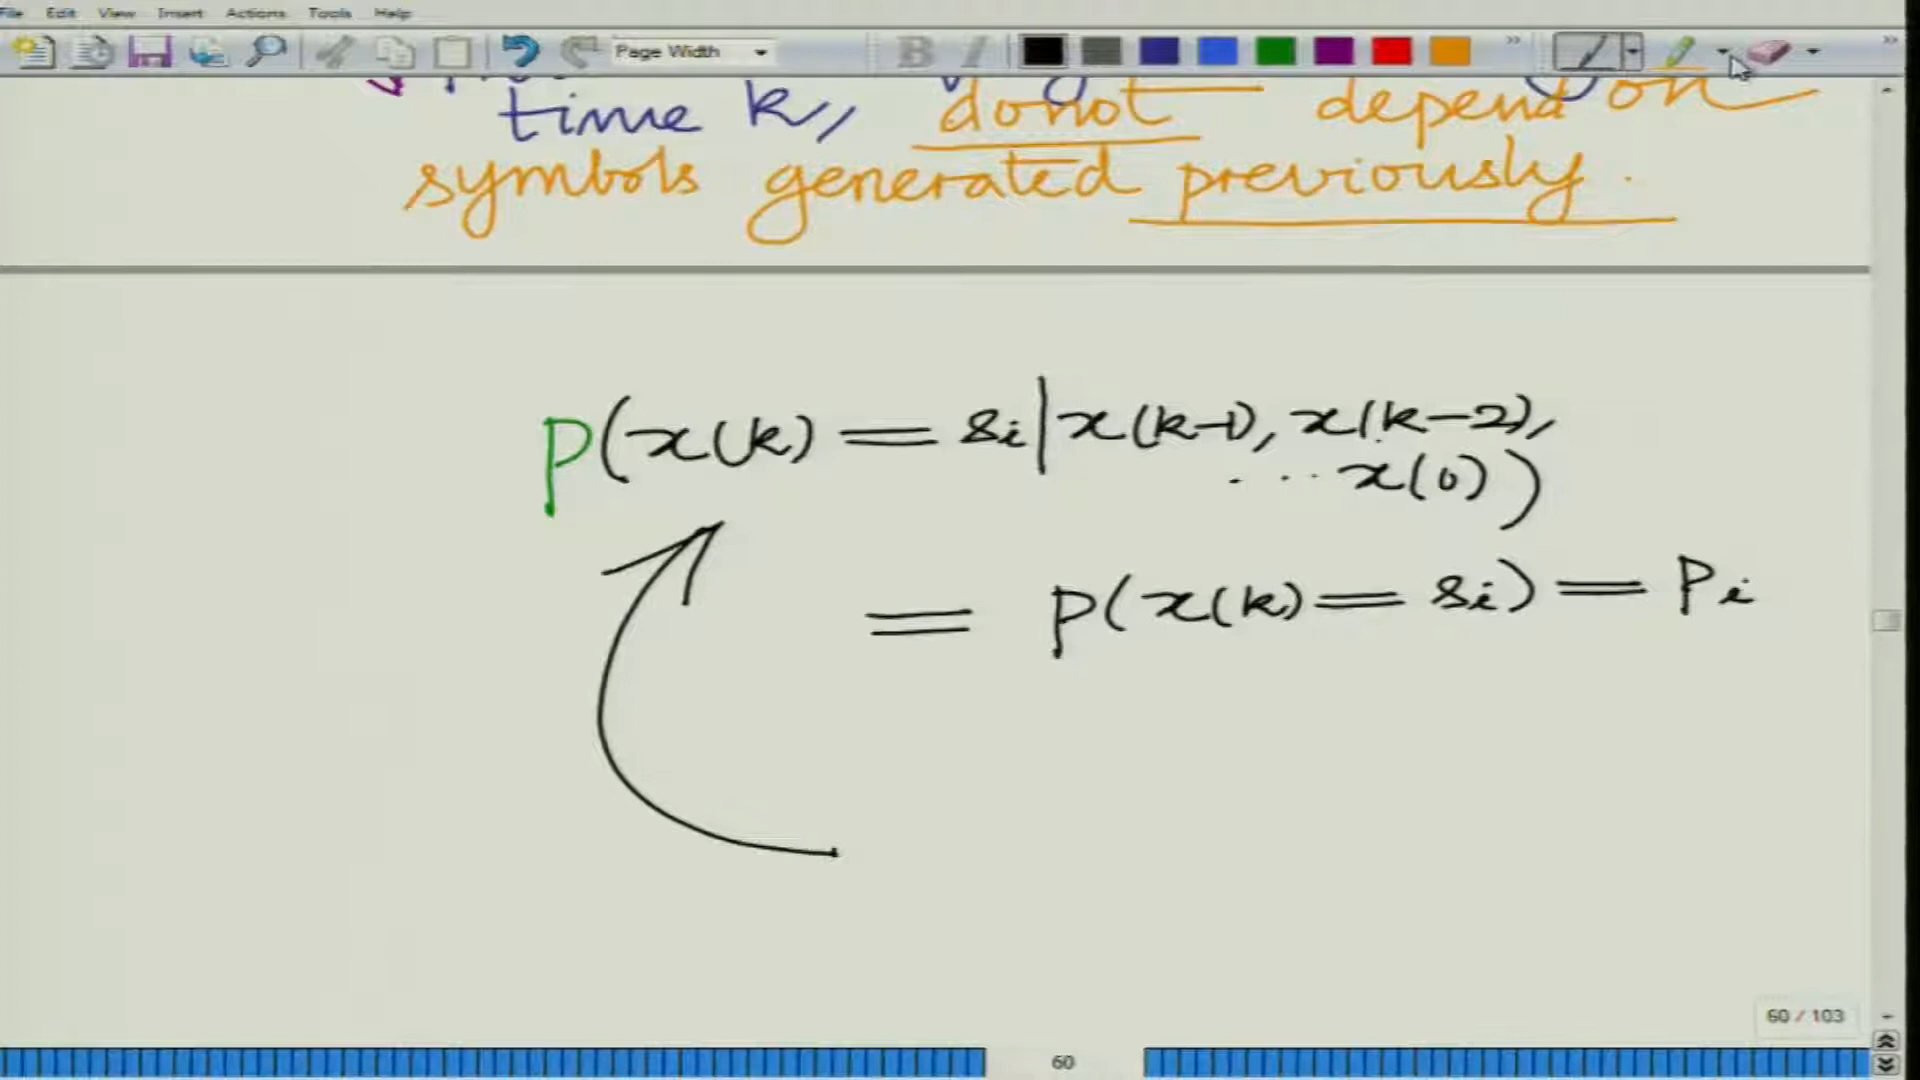 File Edit View Insert Actions Tools Help
Page Width
B I
time k, donot depend on
symbols generated previously.
p(x(k) = si | x(k-1), x(k-2),
... x(0))
= p(x(k) = si) = Pi
60 / 103
60